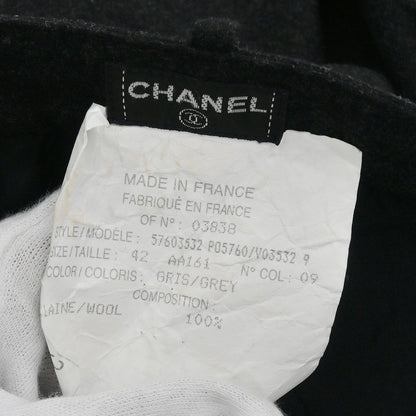 CHANEL
MADE IN FRANCE
FABRIQUÉ EN FRANCE
OF N°: 03838
STYLE/MODÈLE: 57603532 P05760/V03532 9
SIZE/TAILLE: 42 AA161 N° COL: 09
COLOR/COLORIS: GRIS/GREY
COMPOSITION:
LAINE/WOOL 100%